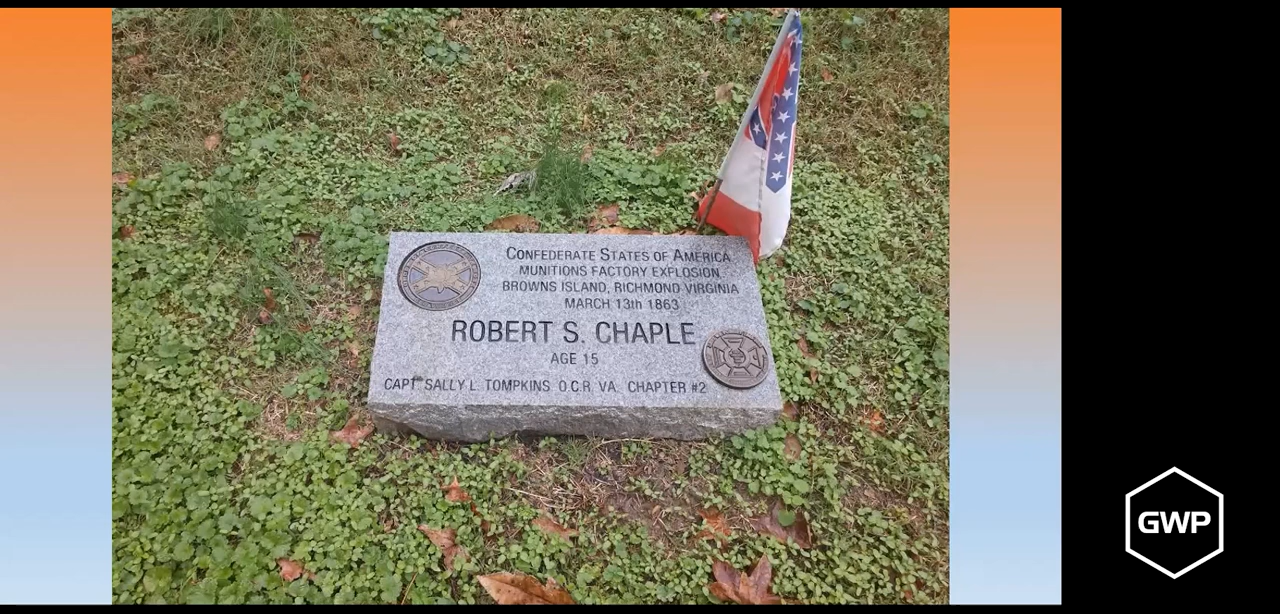 CONFEDERATE STATES OF AMERICA
MUNITIONS FACTORY EXPLOSION
BROWNS ISLAND, RICHMOND VIRGINIA
MARCH 13th 1863
ROBERT S. CHAPLE
AGE 15
CAPT. SALLY L. TOMPKINS O.C.R. VA. CHAPTER #2
GWP